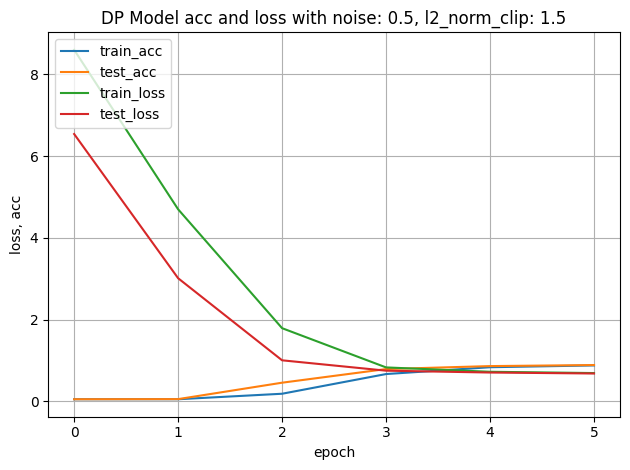 DP Model acc and loss with noise: 0.5, l2_norm_clip: 1.5
train_acc
test_acc
train_loss
test_loss
8
6
4
2
0
loss, acc
0 1 2 3 4 5
epoch